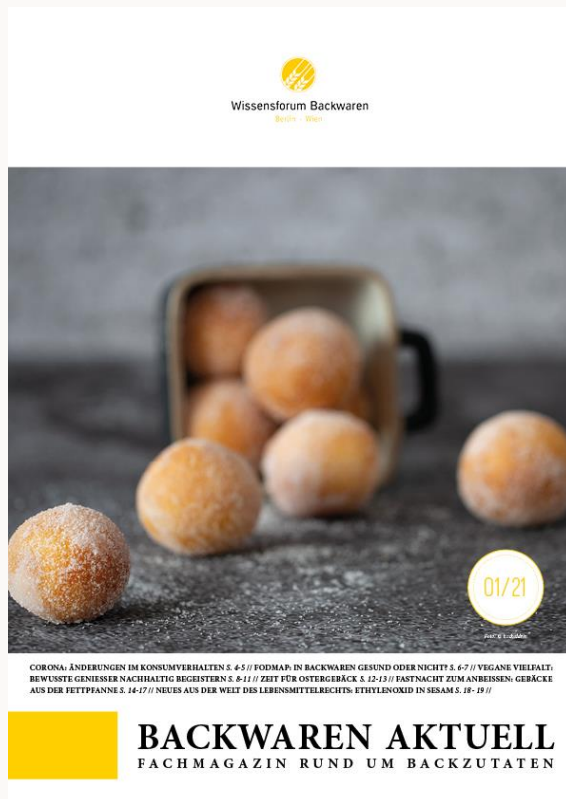 Wissensforum Backwaren
Berlin - Wien
01/21
CORONA: ÄNDERUNGEN IM KONSUMVERHALTEN S. 4-5 // FODMAP: IN BACKWAREN GESUND ODER NICHT? S. 6-7 // VEGANE VIELFALT:
BEWUSSTE GENIESSER NACHHALTIG BEGEISTERN S. 8-11 // ZEIT FÜR OSTERGEBÄCK S. 12-13 // FASTNACHT ZUM ANBEISSEN: GEBÄCKE
AUS DER FETTPFANNE S. 14-17 // NEUES AUS DER WELT DES LEBENSMITTELRECHTS: ETHYLENOXID IN SESAM S. 18- 19 //
BACKWAREN AKTUELL
FACHMAGAZIN RUND UM BACKZUTATEN